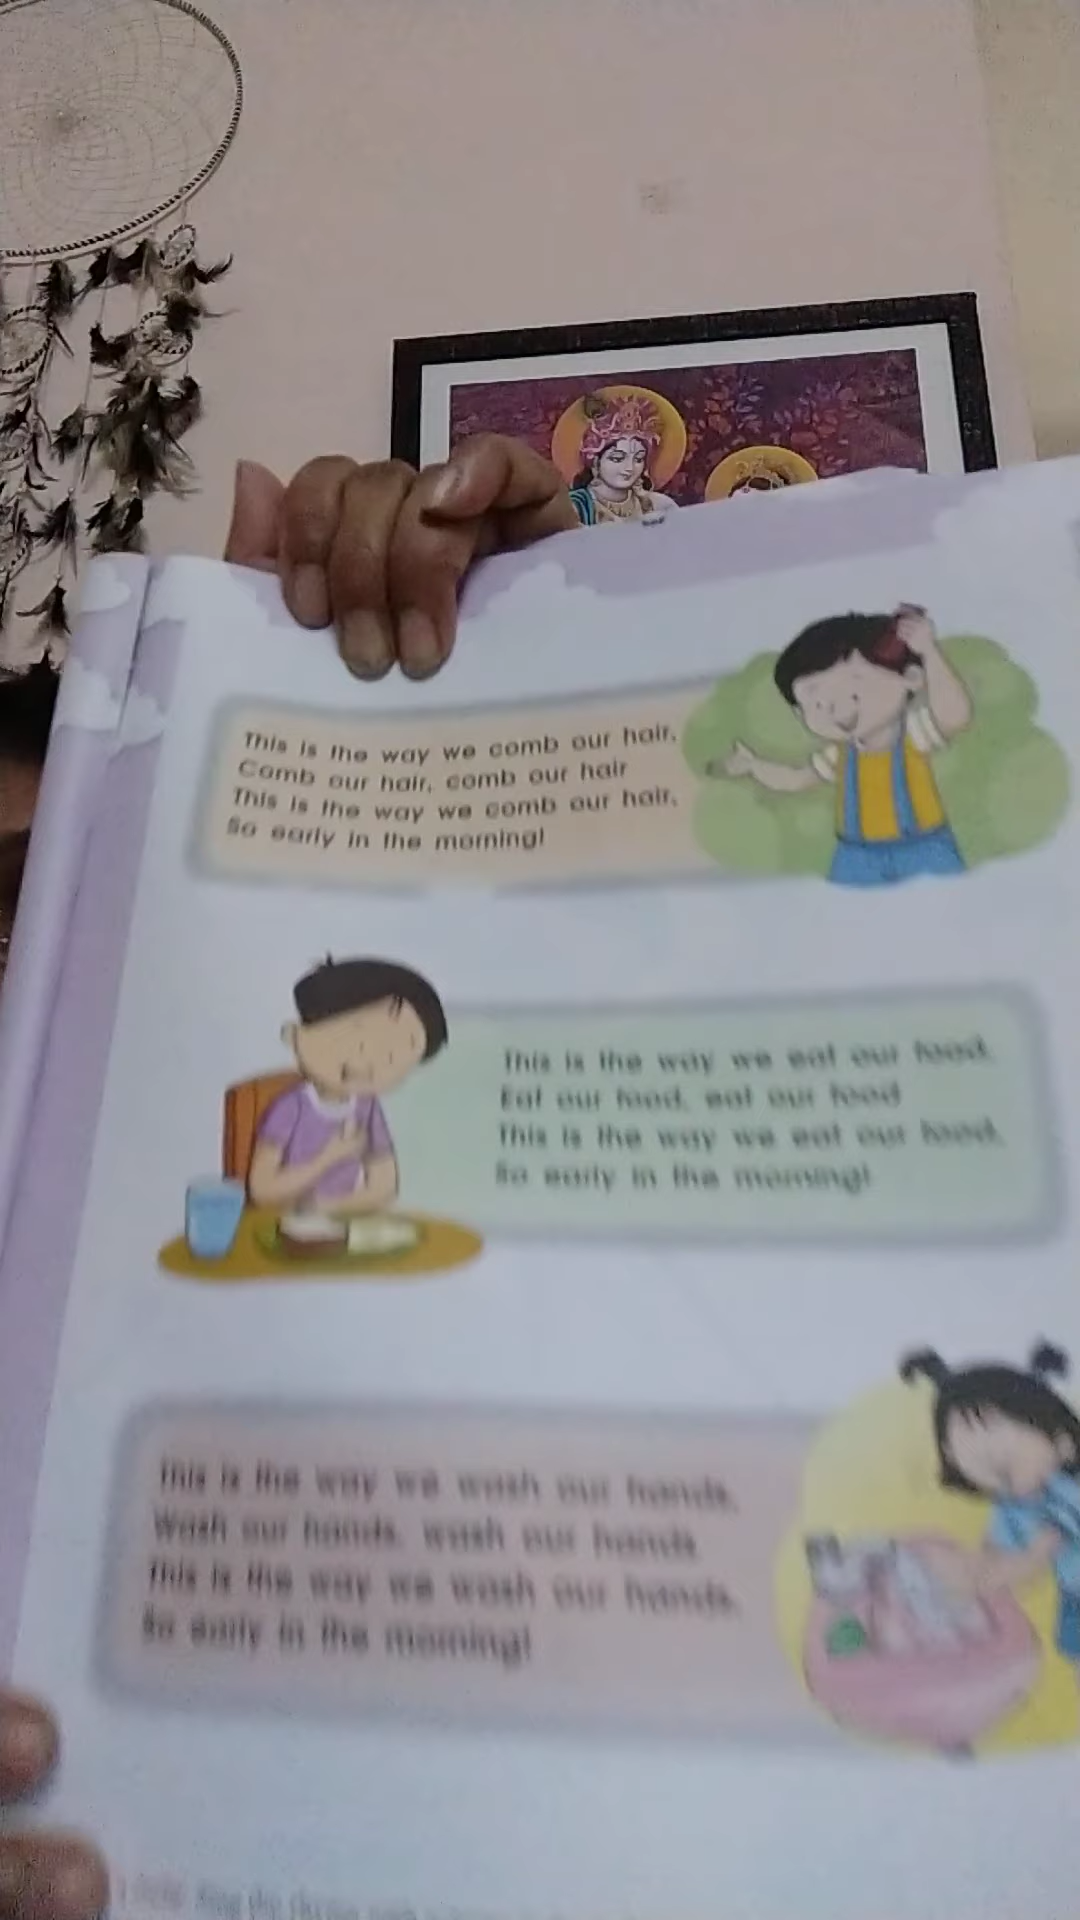 This is the way we comb our hair,
Comb our hair, comb our hair
This is the way we comb our hair,
So early in the morning!
This is the way we eat our food,
Eat our food, eat our food
This is the way we eat our food,
So early in the morning!
This is the way we wash our hands,
Wash our hands, wash our hands
This is the way we wash our hands,
So early in the morning!